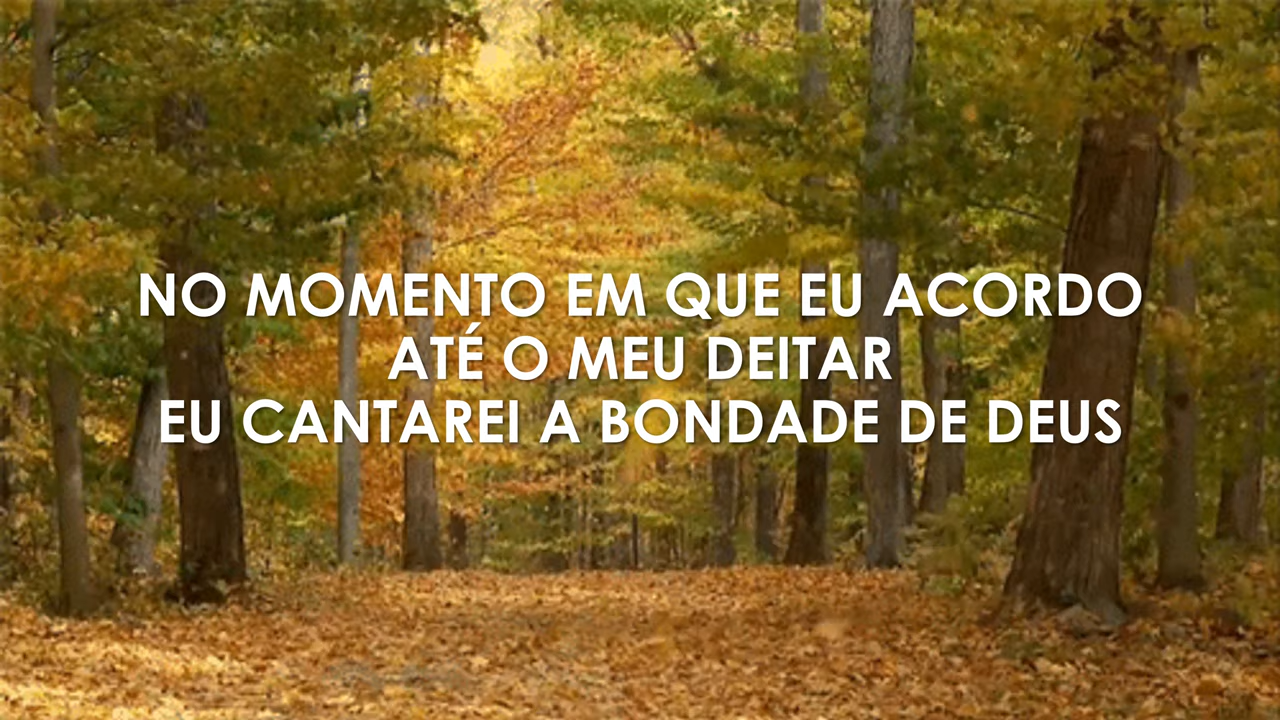 NO MOMENTO EM QUE EU ACORDO
ATÉ O MEU DEITAR
EU CANTAREI A BONDADE DE DEUS